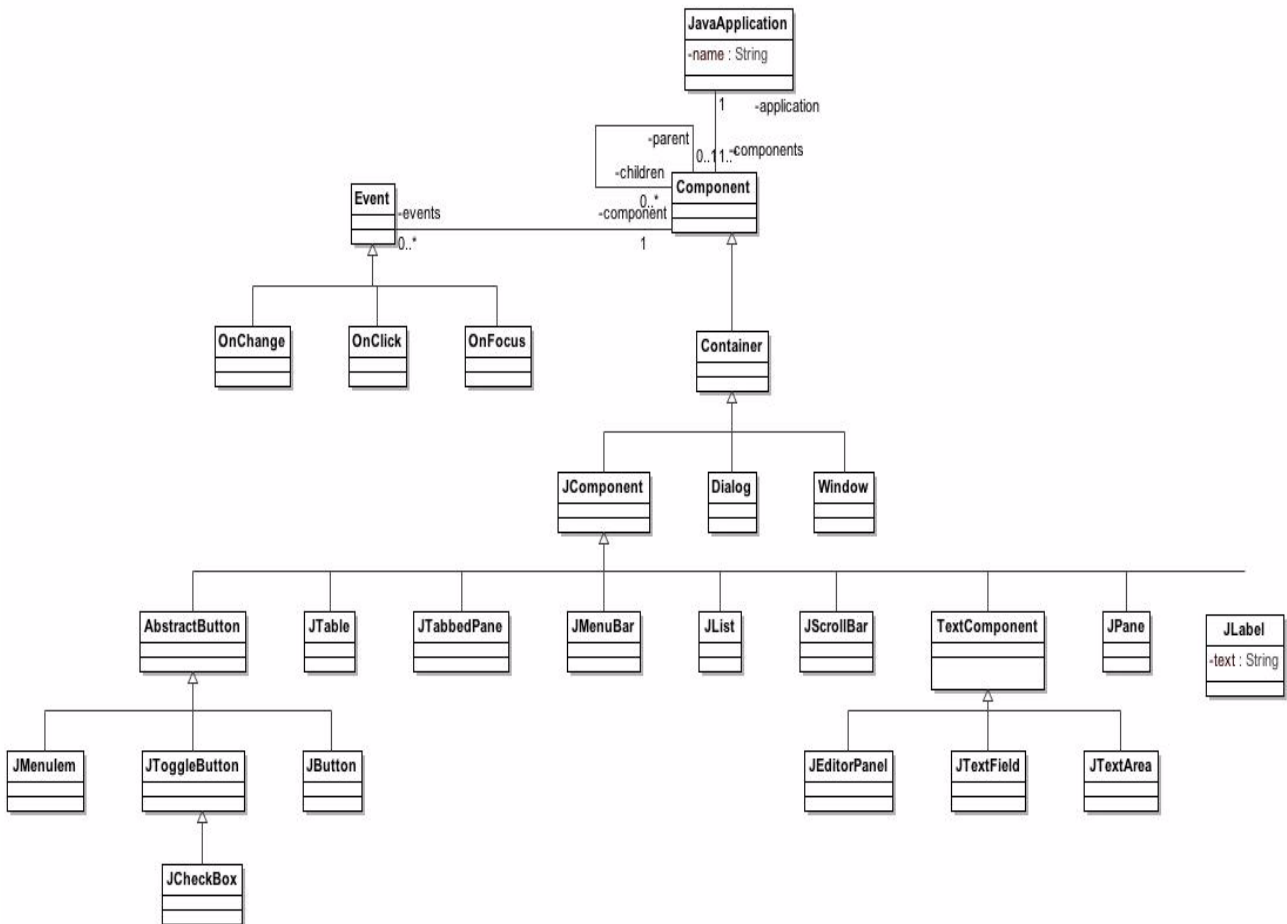 JavaApplication
-name : String
1
-application
-parent
0..11..*
-components
-children
0..*
Component
Event
-events
-component
0..*
1
OnChange
OnClick
OnFocus
Container
JComponent
Dialog
Window
AbstractButton
JTable
JTabbedPane
JMenuBar
JList
JScrollBar
TextComponent
JPane
JLabel
-text : String
JMenuIem
JToggleButton
JButton
JEditorPanel
JTextField
JTextArea
JCheckBox